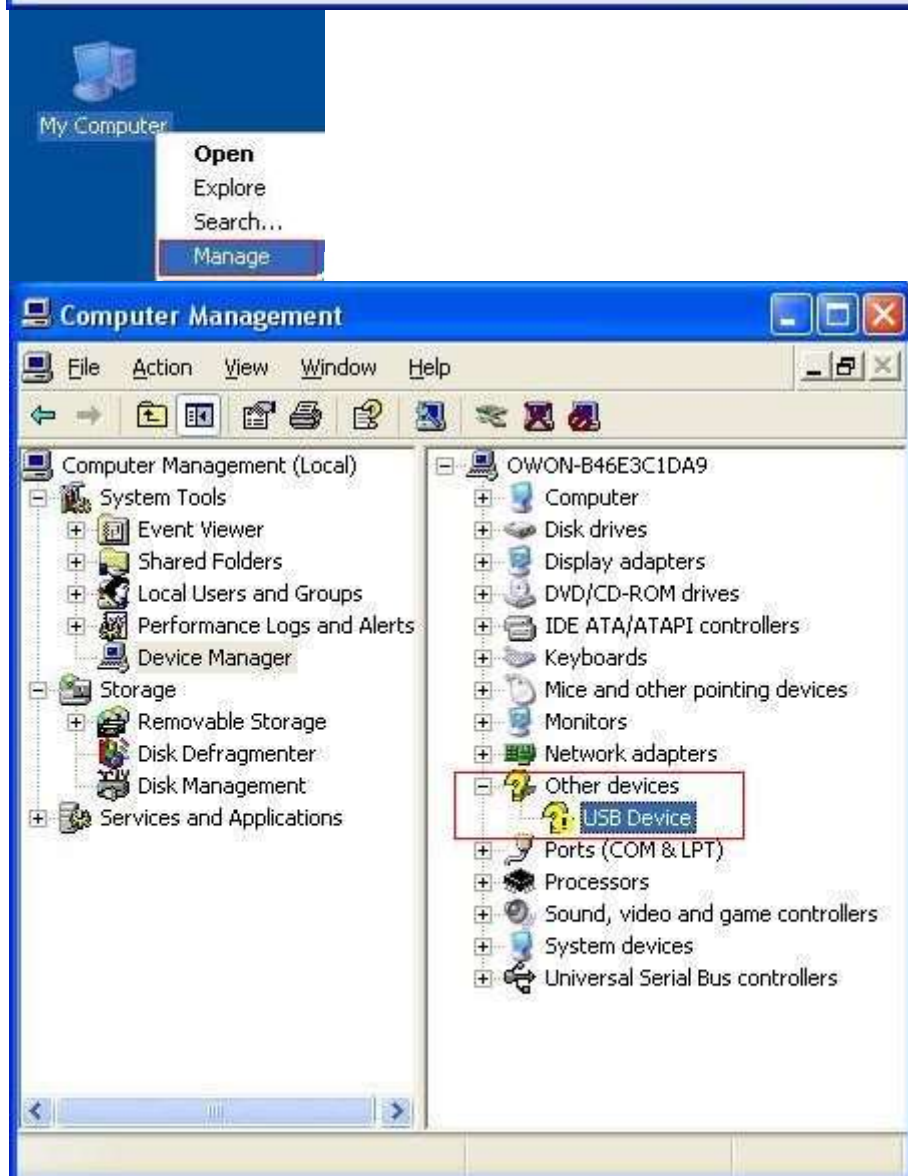 My Computer
Open
Explore
Search...
Manage
Computer Management
File Action View Window Help
Computer Management (Local)
System Tools
Event Viewer
Shared Folders
Local Users and Groups
Performance Logs and Alerts
Device Manager
Storage
Removable Storage
Disk Defragmenter
Disk Management
Services and Applications
OWON-B46E3C1DA9
Computer
Disk drives
Display adapters
DVD/CD-ROM drives
IDE ATA/ATAPI controllers
Keyboards
Mice and other pointing devices
Monitors
Network adapters
Other devices
USB Device
Ports (COM & LPT)
Processors
Sound, video and game controllers
System devices
Universal Serial Bus controllers